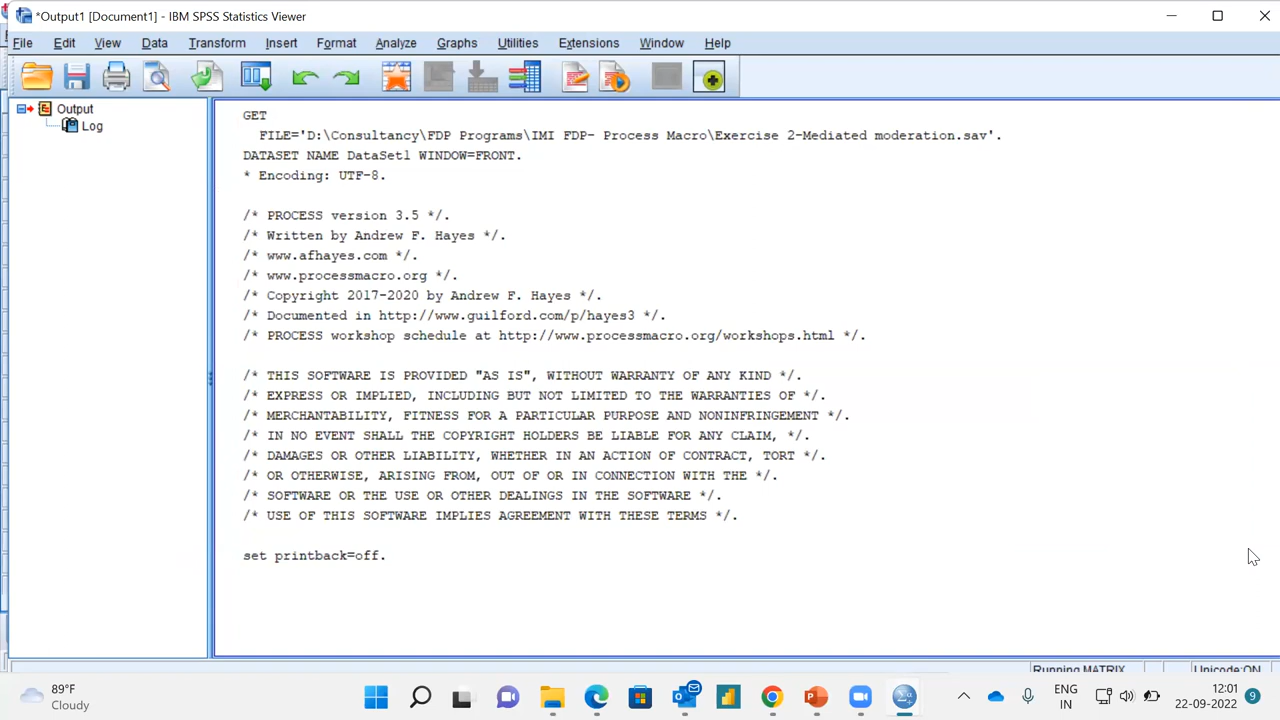 *Output1 [Document1] - IBM SPSS Statistics Viewer
File Edit View Data Transform Insert Format Analyze Graphs Utilities Extensions Window Help
Output
Log
GET
FILE='D:\Consultancy\FDP Programs\IMI FDP- Process Macro\Exercise 2-Mediated moderation.sav'.
DATASET NAME DataSet1 WINDOW=FRONT.
* Encoding: UTF-8.
/* PROCESS version 3.5 */.
/* Written by Andrew F. Hayes */.
/* www.afhayes.com */.
/* www.processmacro.org */.
/* Copyright 2017-2020 by Andrew F. Hayes */.
/* Documented in http://www.guilford.com/p/hayes3 */.
/* PROCESS workshop schedule at http://www.processmacro.org/workshops.html */.
/* THIS SOFTWARE IS PROVIDED "AS IS", WITHOUT WARRANTY OF ANY KIND */.
/* EXPRESS OR IMPLIED, INCLUDING BUT NOT LIMITED TO THE WARRANTIES OF */.
/* MERCHANTABILITY, FITNESS FOR A PARTICULAR PURPOSE AND NONINFRINGEMENT */.
/* IN NO EVENT SHALL THE COPYRIGHT HOLDERS BE LIABLE FOR ANY CLAIM, */.
/* DAMAGES OR OTHER LIABILITY, WHETHER IN AN ACTION OF CONTRACT, TORT */.
/* OR OTHERWISE, ARISING FROM, OUT OF OR IN CONNECTION WITH THE */.
/* SOFTWARE OR THE USE OR OTHER DEALINGS IN THE SOFTWARE */.
/* USE OF THIS SOFTWARE IMPLIES AGREEMENT WITH THESE TERMS */.
set printback=off.
Running MATRIX Unicode:ON
89°F
Cloudy
ENG
IN
12:01
22-09-2022
9